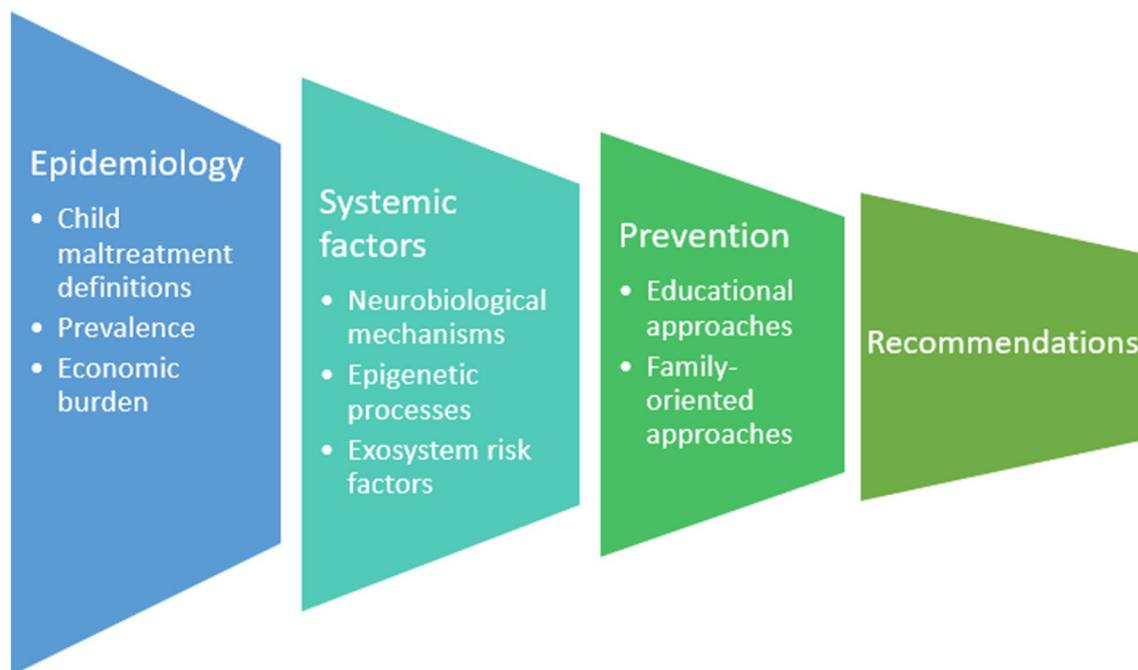 Epidemiology
• Child
maltreatment
definitions
• Prevalence
• Economic
burden
Systemic
factors
• Neurobiological
mechanisms
• Epigenetic
processes
• Exosystem risk
factors
Prevention
• Educational
approaches
• Family-
oriented
approaches
Recommendations